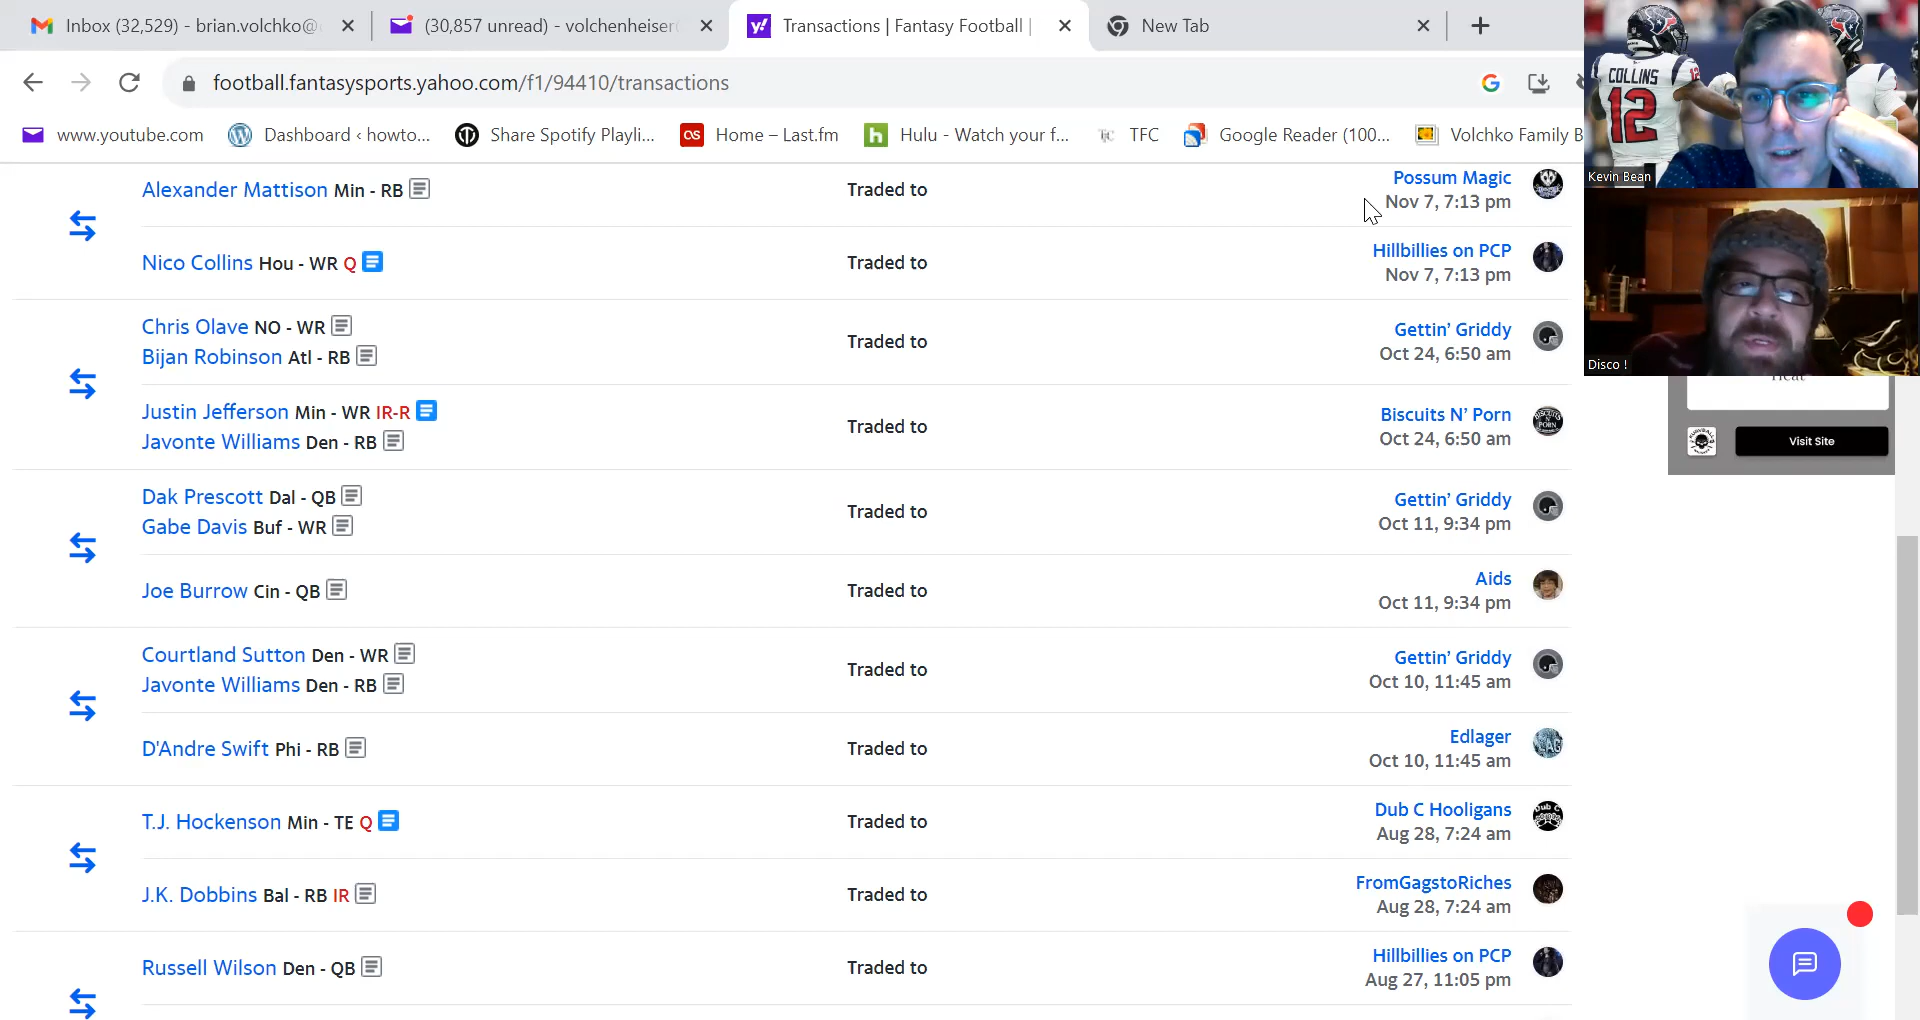 Inbox (32,529) - brian.volchko@
(30,857 unread) - volchenheiser
Transactions | Fantasy Football |
New Tab
football.fantasysports.yahoo.com/f1/94410/transactions
www.youtube.com
Dashboard ‹ howto...
Share Spotify Playli...
Home – Last.fm
Hulu - Watch your f...
TFC
Google Reader (100...
Volchko Family B
Alexander Mattison Min - RB
Traded to
Possum Magic
Nov 7, 7:13 pm
Nico Collins Hou - WR Q
Traded to
Hillbillies on PCP
Nov 7, 7:13 pm
Chris Olave NO - WR
Bijan Robinson Atl - RB
Traded to
Gettin' Griddy
Oct 24, 6:50 am
Justin Jefferson Min - WR IR-R
Javonte Williams Den - RB
Traded to
Biscuits N' Porn
Oct 24, 6:50 am
Dak Prescott Dal - QB
Gabe Davis Buf - WR
Traded to
Gettin' Griddy
Oct 11, 9:34 pm
Joe Burrow Cin - QB
Traded to
Aids
Oct 11, 9:34 pm
Courtland Sutton Den - WR
Javonte Williams Den - RB
Traded to
Gettin' Griddy
Oct 10, 11:45 am
D'Andre Swift Phi - RB
Traded to
Edlager
Oct 10, 11:45 am
T.J. Hockenson Min - TE Q
Traded to
Dub C Hooligans
Aug 28, 7:24 am
J.K. Dobbins Bal - RB IR
Traded to
FromGagstoRiches
Aug 28, 7:24 am
Russell Wilson Den - QB
Traded to
Hillbillies on PCP
Aug 27, 11:05 pm
COLLINS
12
Kevin Bean
Disco !
Visit Site